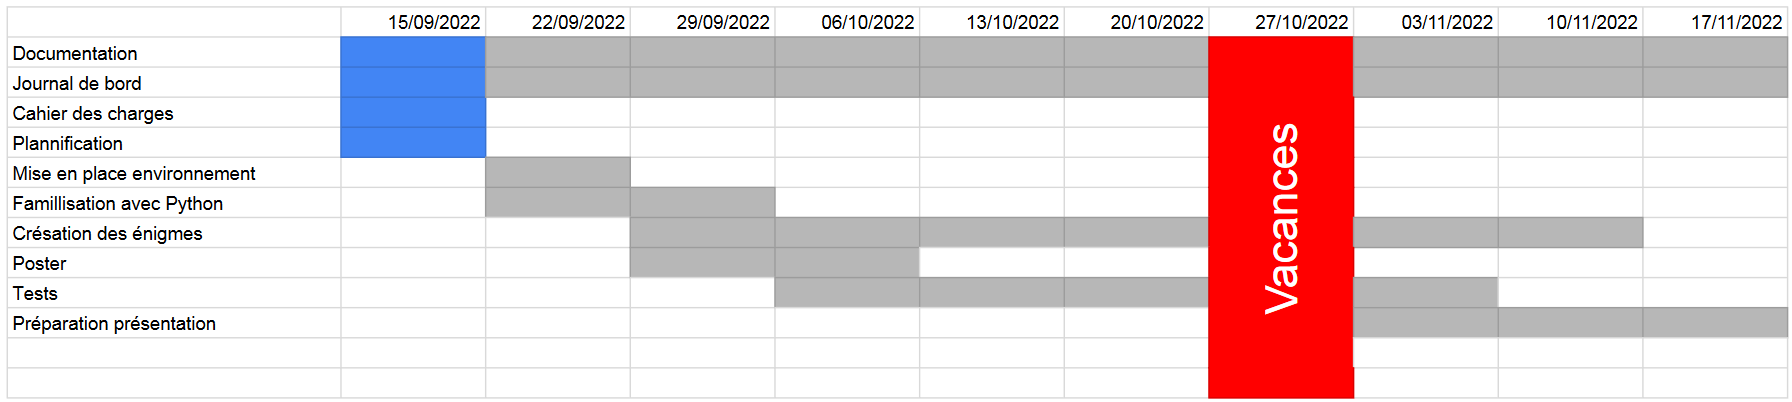 15/09/2022 22/09/2022 29/09/2022 06/10/2022 13/10/2022 20/10/2022 27/10/2022 03/11/2022 10/11/2022 17/11/2022
Documentation
Journal de bord
Cahier des charges
Plannification
Mise en place environnement
Famillisation avec Python
Crésation des énigmes
Poster
Tests
Préparation présentation
Vacances